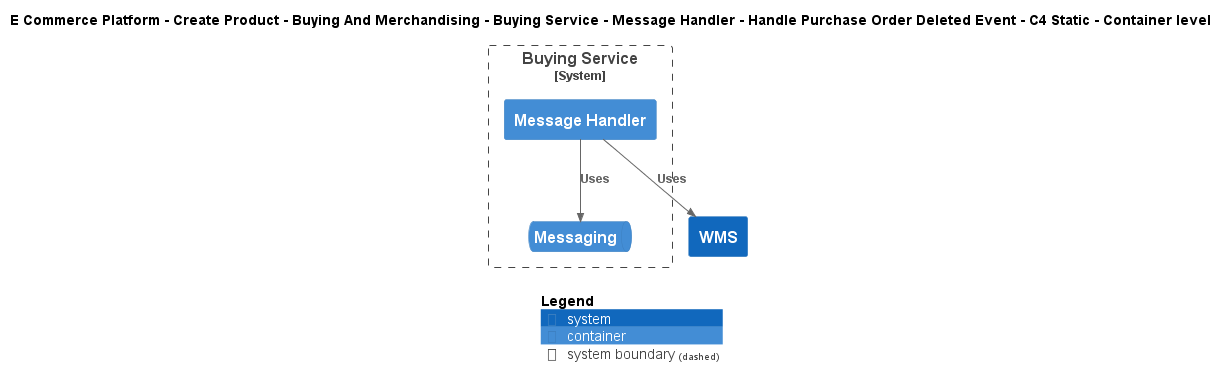 E Commerce Platform - Create Product - Buying And Merchandising - Buying Service - Message Handler - Handle Purchase Order Deleted Event - C4 Static - Container level
Buying Service
[System]
Message Handler
Uses
Uses
Messaging
WMS
Legend
system
container
system boundary (dashed)